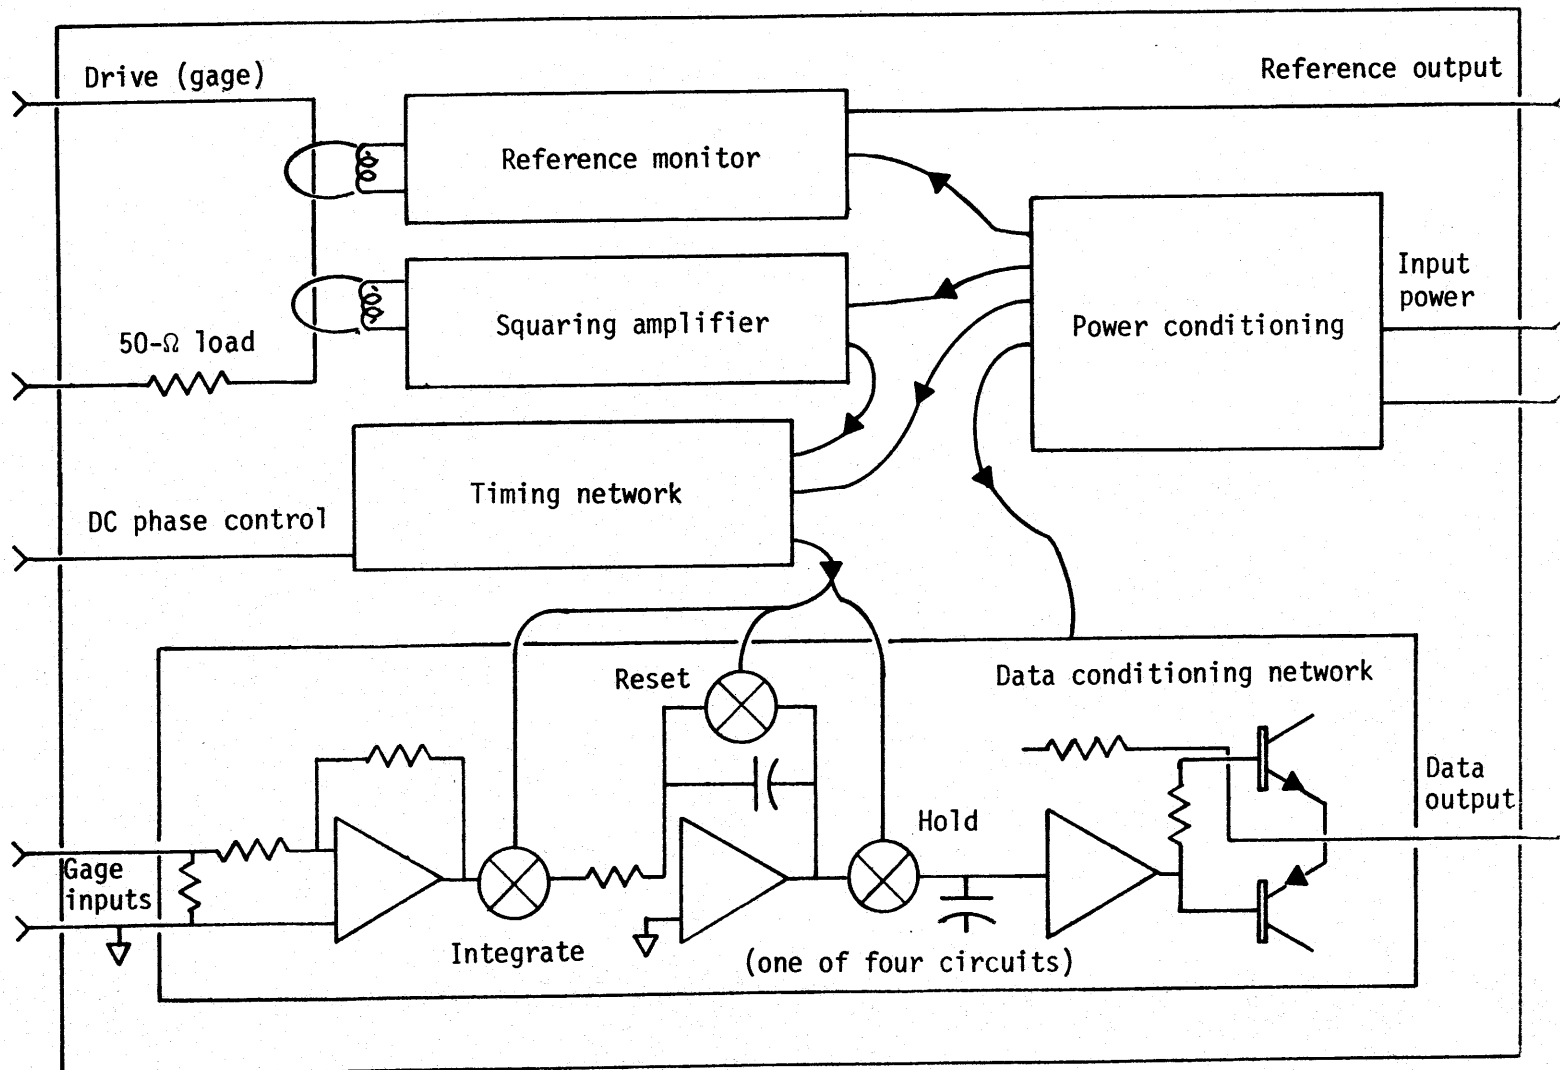 Drive (gage)
Reference output
Reference monitor
Input
power
Squaring amplifier
Power conditioning
50-Ω load
Timing network
DC phase control
Reset
Data conditioning network
Data
output
Hold
Gage
inputs
Integrate
(one of four circuits)